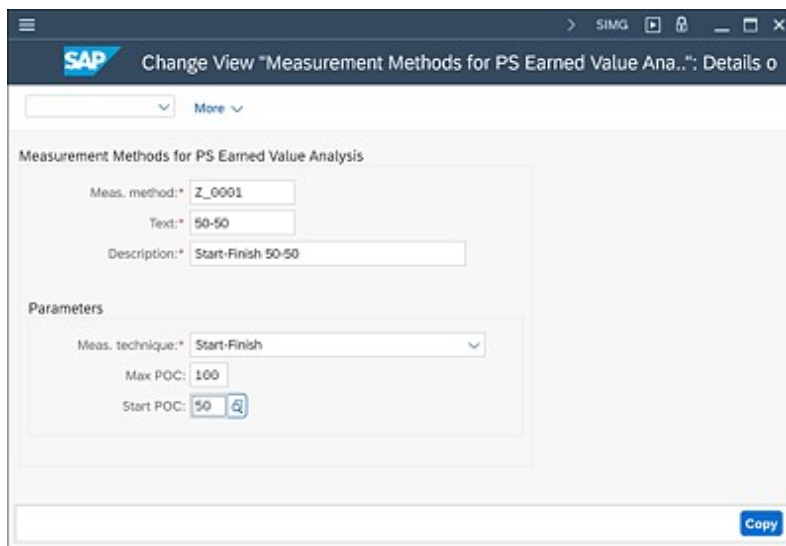 SIMG
SAP Change View "Measurement Methods for PS Earned Value Ana..": Details o
More
Measurement Methods for PS Earned Value Analysis
Meas. method:* Z_0001
Text:* 50-50
Description:* Start-Finish 50-50
Parameters
Meas. technique:* Start-Finish
Max POC: 100
Start POC: 50
Copy